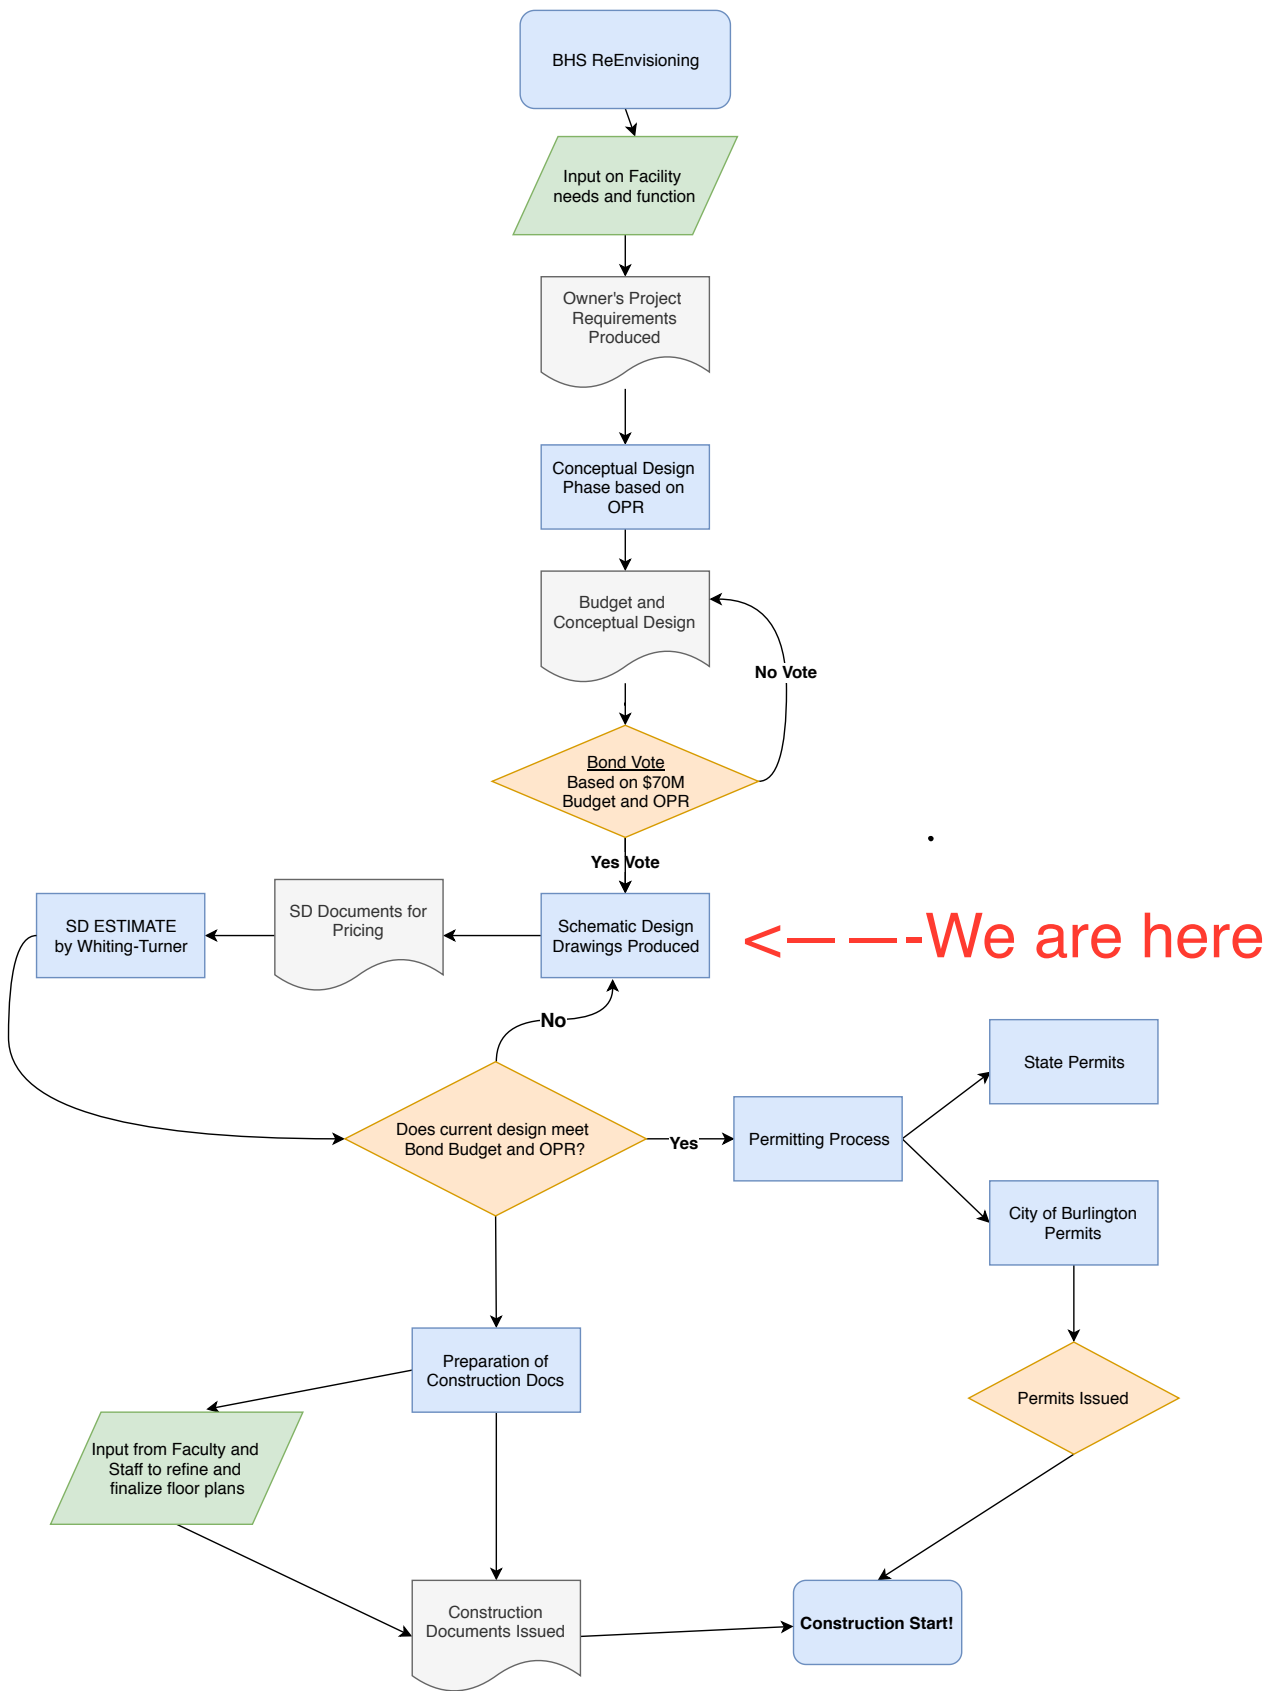 BHS ReEnvisioning
Input on Facility
needs and function
Owner's Project
Requirements
Produced
Conceptual Design
Phase based on
OPR
Budget and
Conceptual Design
No Vote
Bond Vote
Based on $70M
Budget and OPR
Yes Vote
SD ESTIMATE
by Whiting-Turner
SD Documents for
Pricing
Schematic Design
Drawings Produced
<— —-We are here
No
State Permits
Does current design meet
Bond Budget and OPR?
Yes
Permitting Process
City of Burlington
Permits
Preparation of
Construction Docs
Permits Issued
Input from Faculty and
Staff to refine and
finalize floor plans
Construction
Documents Issued
Construction Start!